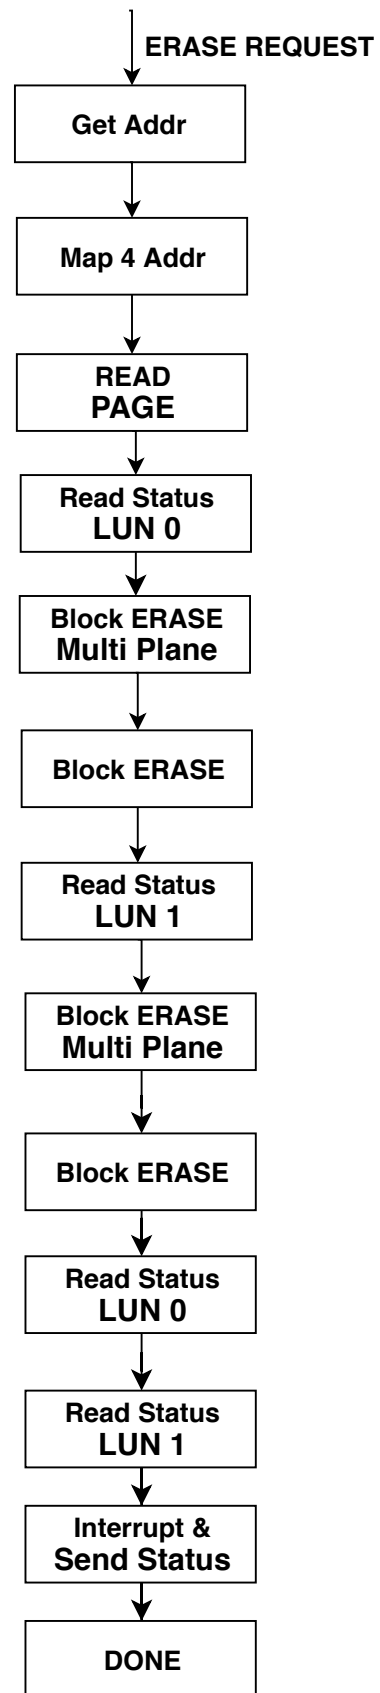 ERASE REQUEST
Get Addr
Map 4 Addr
READ
PAGE
Read Status
LUN 0
Block ERASE
Multi Plane
Block ERASE
Read Status
LUN 1
Block ERASE
Multi Plane
Block ERASE
Read Status
LUN 0
Read Status
LUN 1
Interrupt &
Send Status
DONE